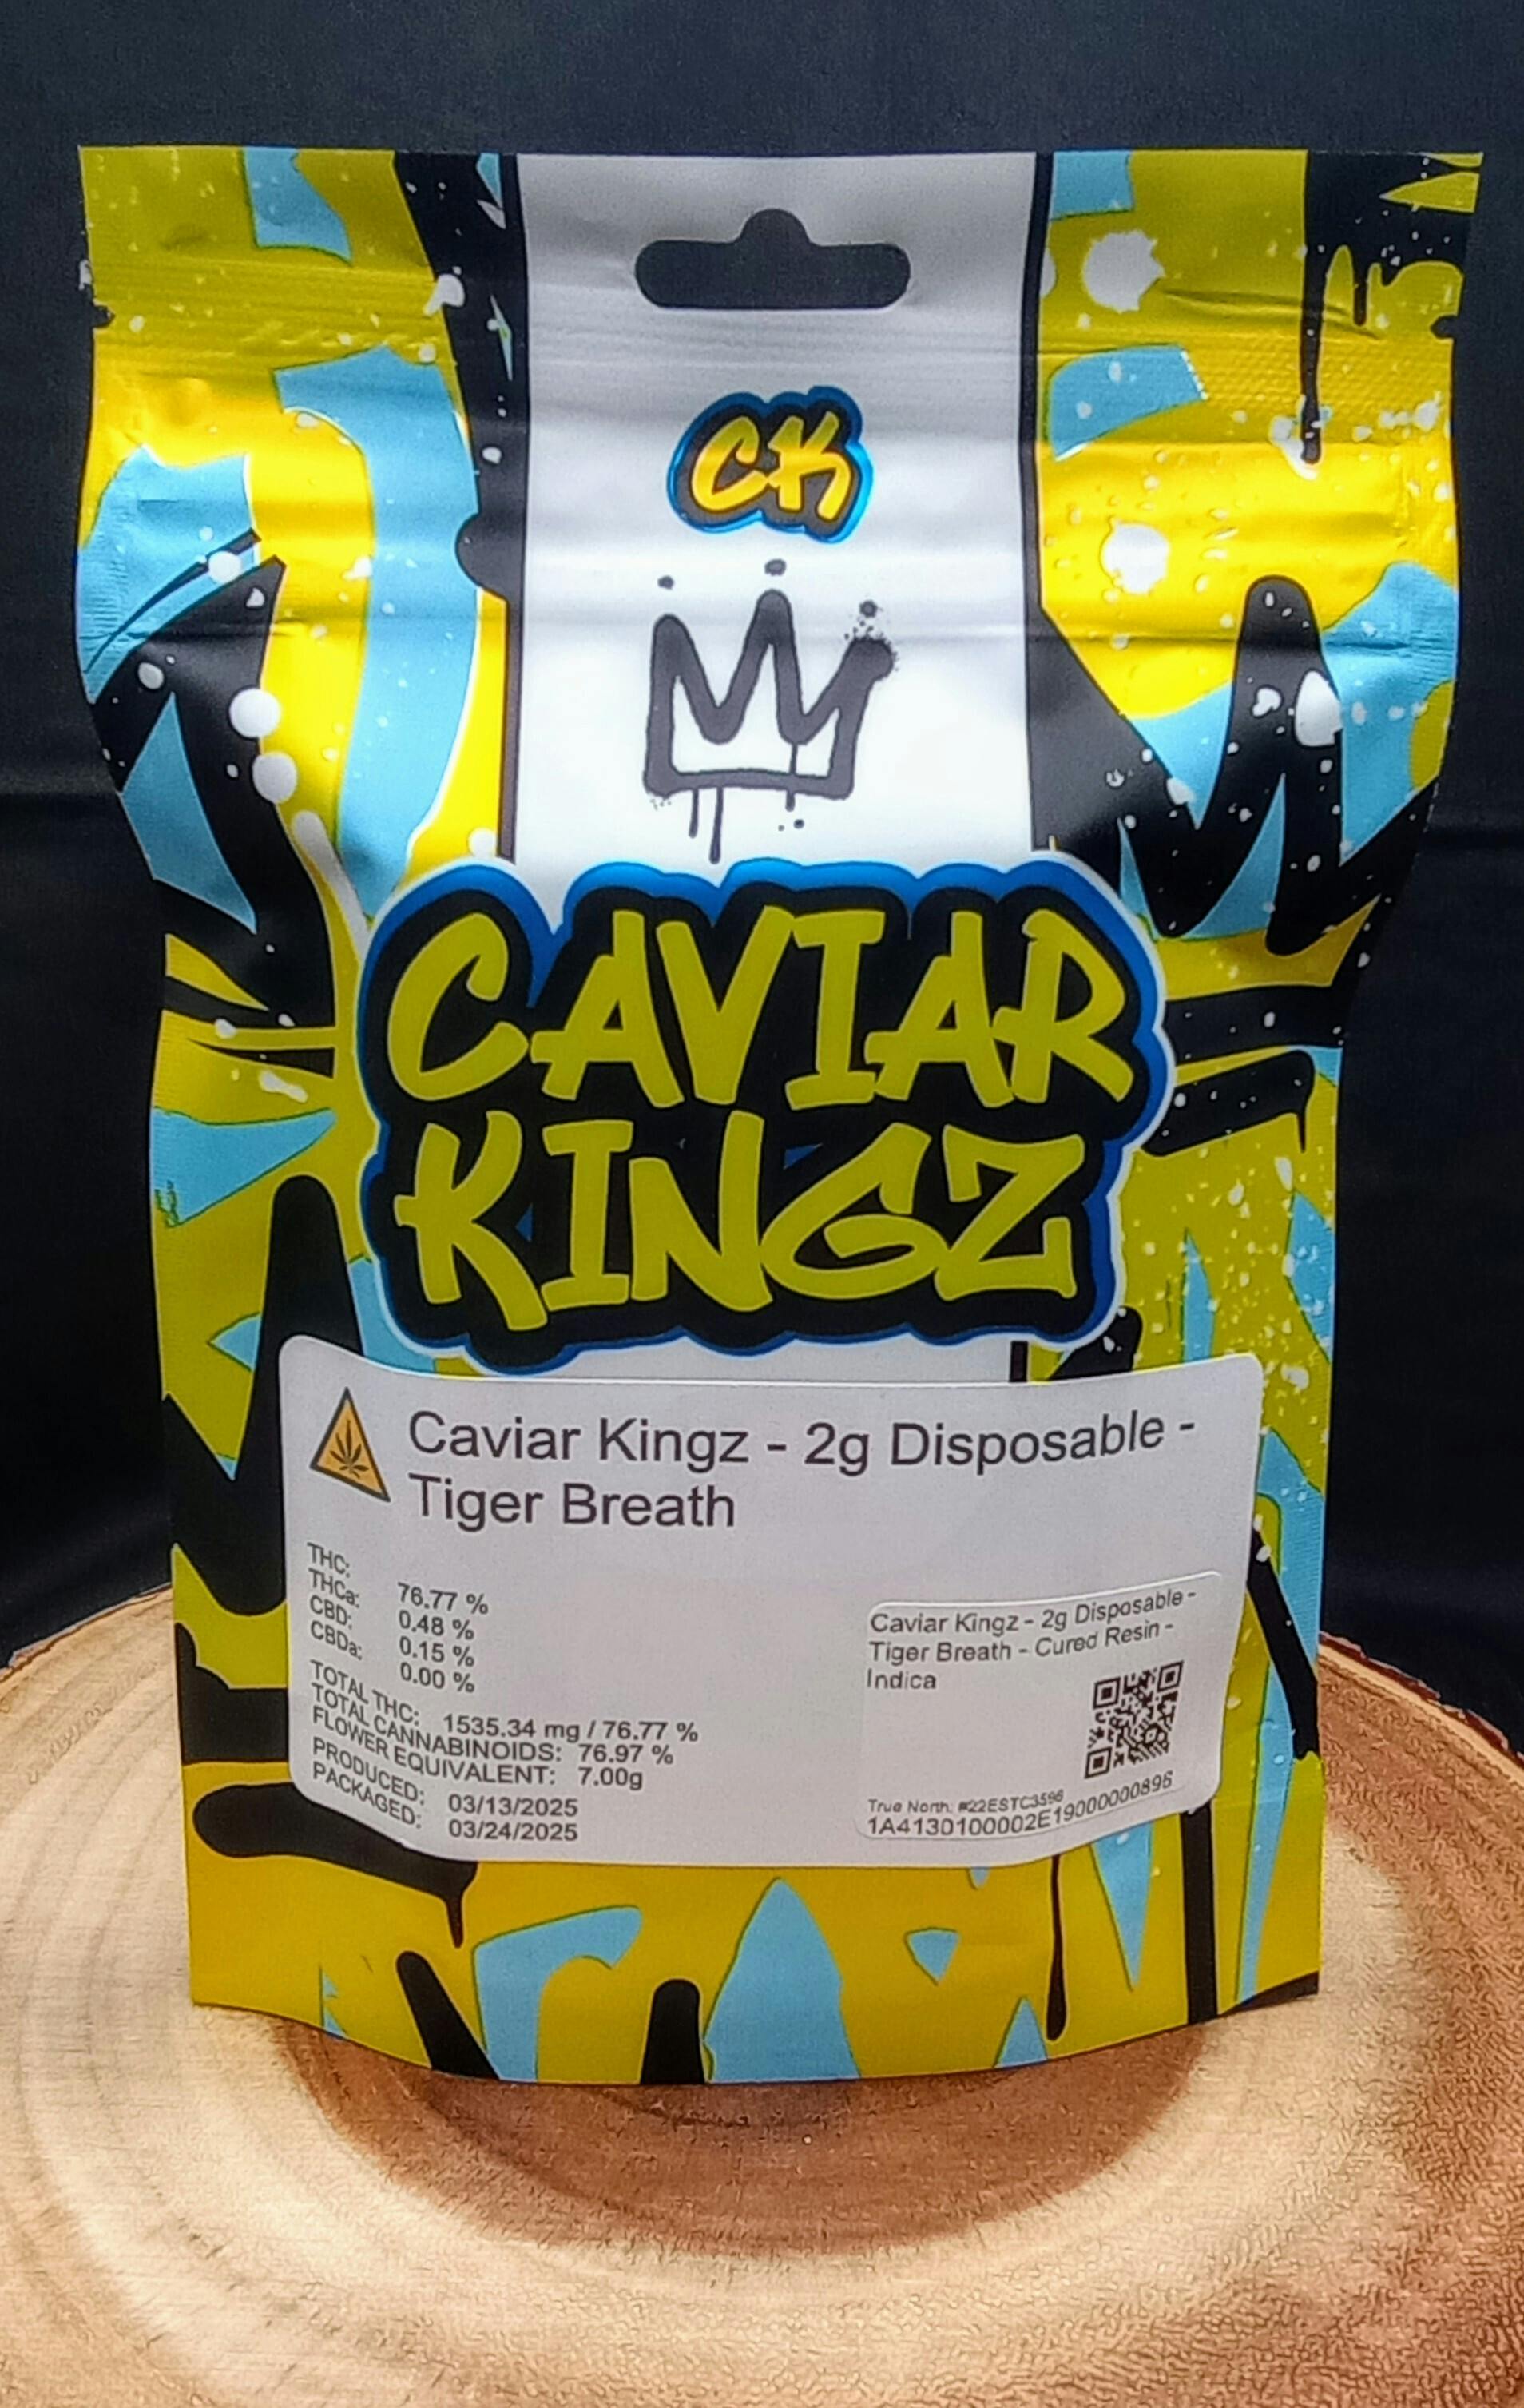 CK
CAVIAR
KINGZ
Caviar Kingz - 2g Disposable -
Tiger Breath
THC: 76.77 %
THCa: 0.48 %
CBD: 0.15 %
CBDa: 0.00 %
TOTAL THC: 1535.34 mg / 76.77 %
TOTAL CANNABINOIDS: 76.97 %
FLOWER EQUIVALENT: 7.00g
PRODUCED: 03/13/2025
PACKAGED: 03/24/2025
Caviar Kingz - 2g Disposable -
Tiger Breath - Cured Resin -
Indica
True North: #22ESTC3596
1A4130100002E19000000896